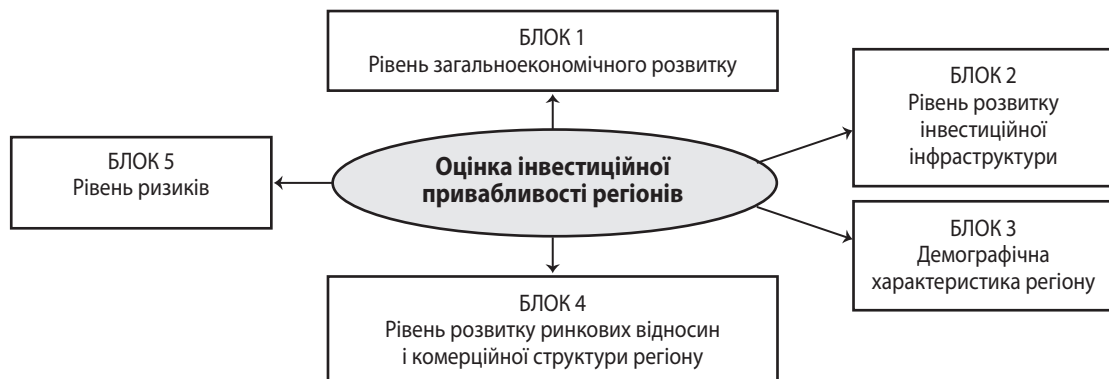 БЛОК 1
Рівень загальноекономічного розвитку
БЛОК 2
Рівень розвитку
інвестиційної
інфраструктури
БЛОК 5
Рівень ризиків
Оцінка інвестиційної
привабливості регіонів
БЛОК 3
Демографічна
характеристика регіону
БЛОК 4
Рівень розвитку ринкових відносин
і комерційної структури регіону